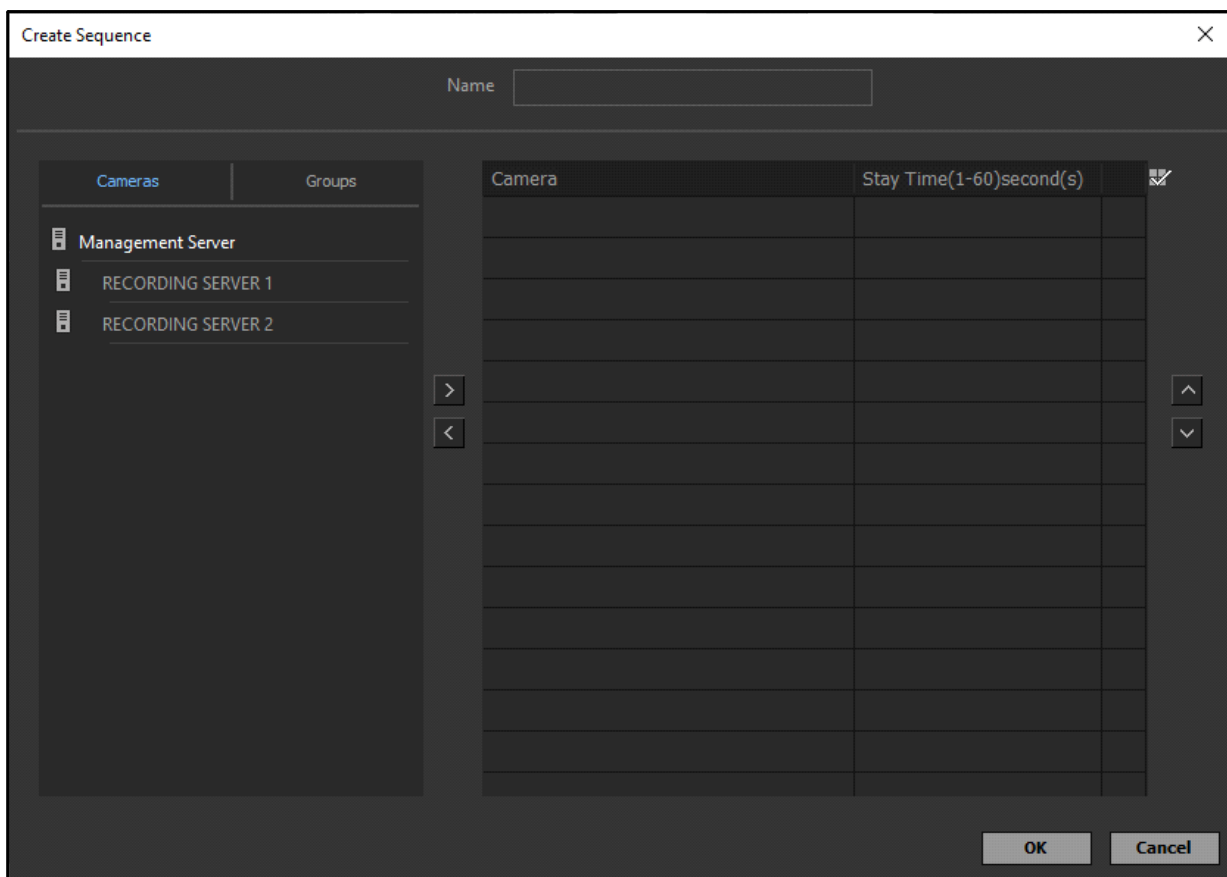 Create Sequence
Name
Cameras
Groups
Camera
Stay Time(1-60)second(s)
Management Server
RECORDING SERVER 1
RECORDING SERVER 2
OK
Cancel